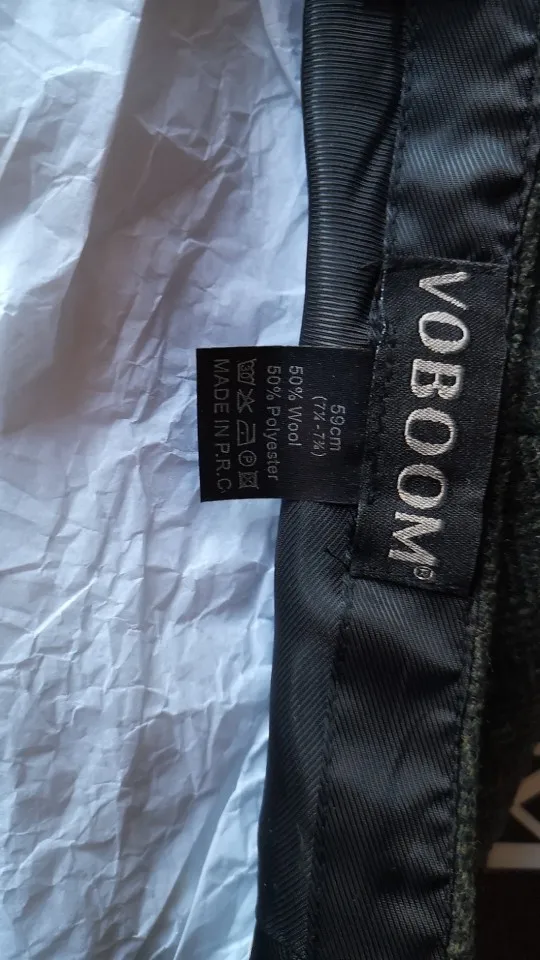 VOBOOM®
59cm
(7¼ - 7⅜)
50% Wool
50% Polyester
MADE IN P.R.C.